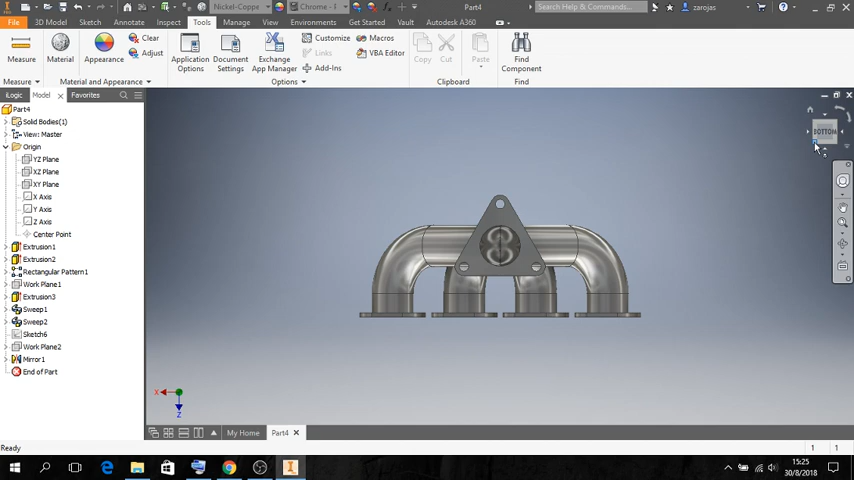 Nickel-Coppe
Chrome -
Part4
Search Help & Commands...
zarojas
File
3D Model
Sketch
Annotate
Inspect
Tools
Manage
View
Environments
Get Started
Vault
Autodesk A360
Measure
Material
Appearance
Clear
Adjust
Application
Options
Document
Settings
Exchange
App Manager
Customize
Links
Add-Ins
Macros
VBA Editor
Copy
Cut
Paste
Find
Component
Measure
Material and Appearance
Options
Clipboard
Find
iLogic
Model
Favorites
Part4
Solid Bodies(1)
View: Master
Origin
YZ Plane
XZ Plane
XY Plane
X Axis
Y Axis
Z Axis
Center Point
Extrusion1
Extrusion2
Rectangular Pattern1
Work Plane1
Extrusion3
Sweep1
Sweep2
Sketch6
Work Plane2
Mirror1
End of Part
BOTTOM
X
Z
My Home
Part4
Ready
1
1
15:25
30/8/2018